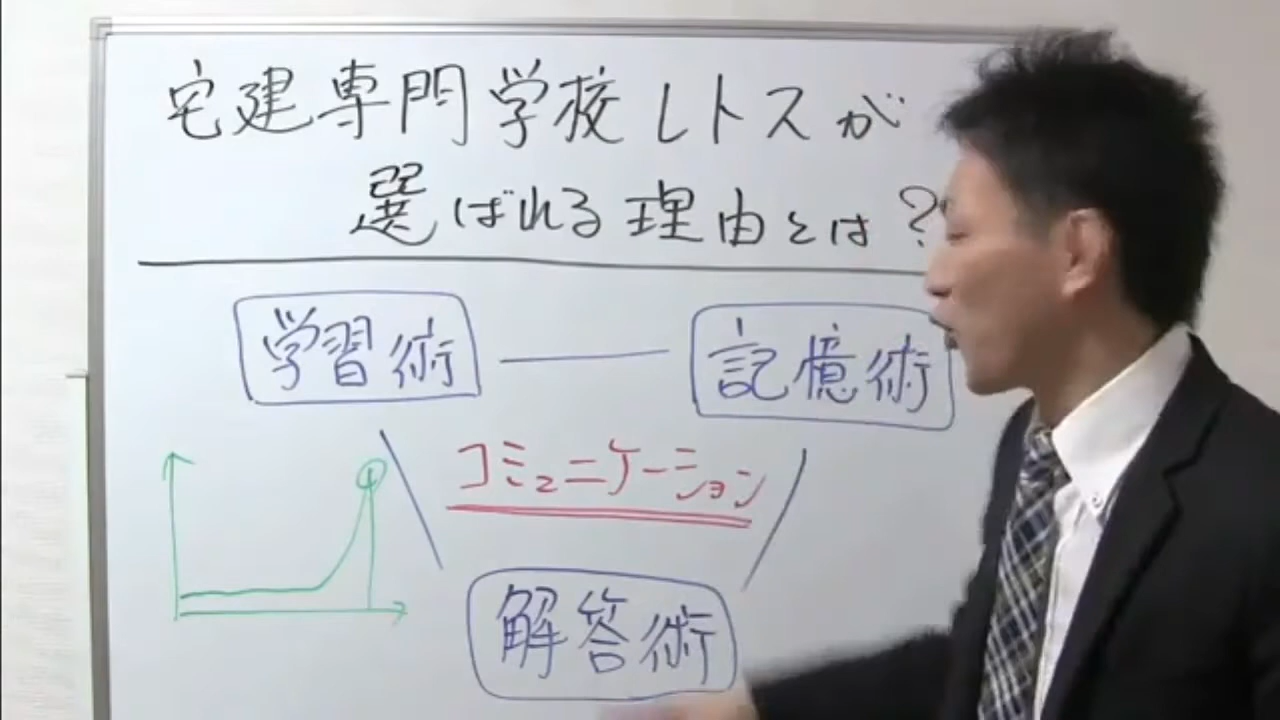 宅建専門学校レトスが
選ばれる理由とは?
学習術
記憶術
コミュニケーション
解答術